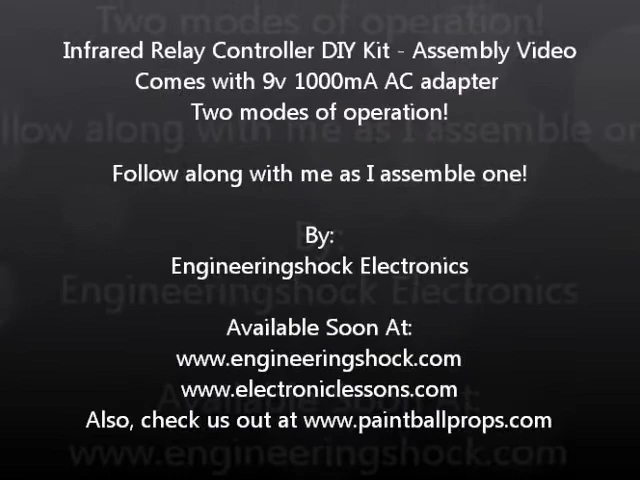 Infrared Relay Controller DIY Kit - Assembly Video
Comes with 9v 1000mA AC adapter
Two modes of operation!
Follow along with me as I assemble one!
By:
Engineeringshock Electronics
Available Soon At:
www.engineeringshock.com
www.electroniclessons.com
Also, check us out at www.paintballprops.com